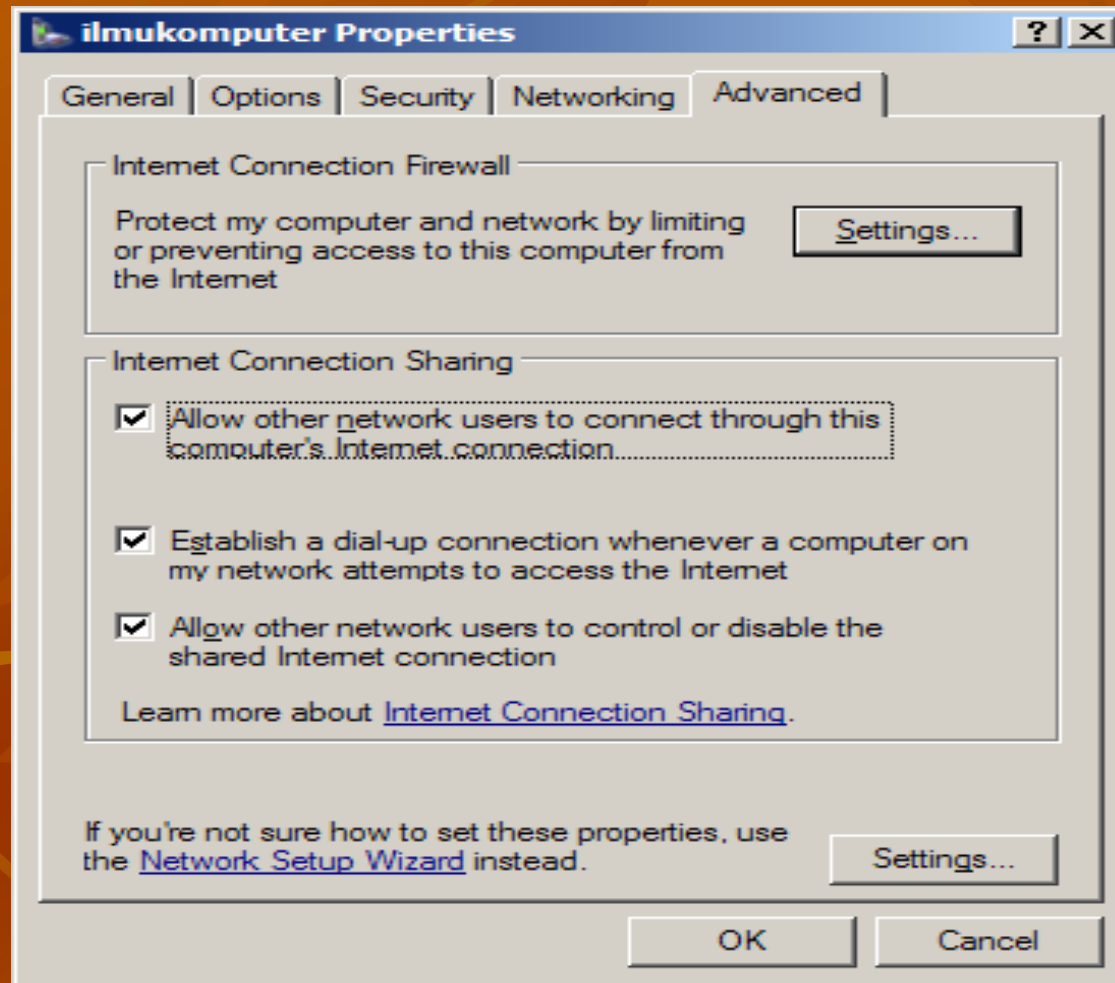 ilmukomputer Properties
General Options Security Networking Advanced
Internet Connection Firewall
Protect my computer and network by limiting
or preventing access to this computer from
the Internet
Settings...
Internet Connection Sharing
Allow other network users to connect through this
computer's Internet connection
Establish a dial-up connection whenever a computer on
my network attempts to access the Internet
Allow other network users to control or disable the
shared Internet connection
Learn more about Internet Connection Sharing.
If you're not sure how to set these properties, use
the Network Setup Wizard instead.
Settings...
OK Cancel